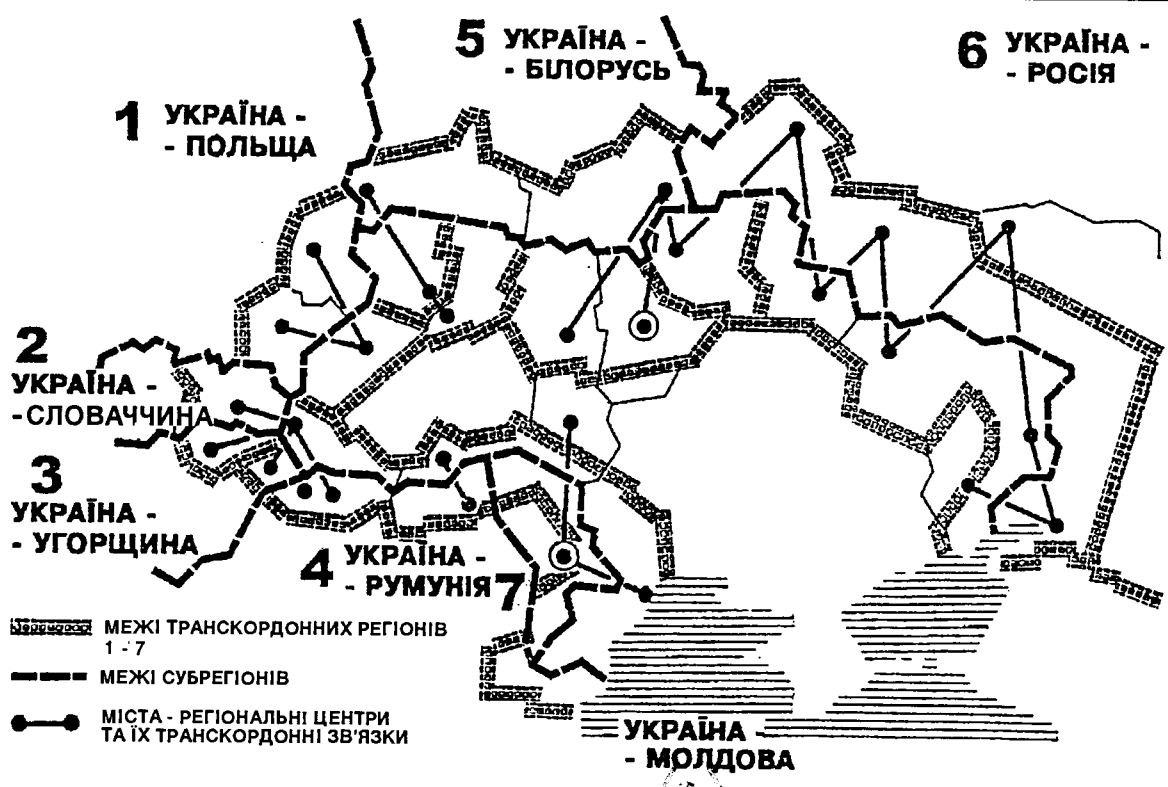 5 УКРАЇНА -
- БІЛОРУСЬ
6 УКРАЇНА -
- РОСІЯ
1 УКРАЇНА -
- ПОЛЬЩА
2
УКРАЇНА -
-СЛОВАЧЧИНА
3
УКРАЇНА -
- УГОРЩИНА
4 УКРАЇНА -
- РУМУНІЯ
7
МЕЖІ ТРАНСКОРДОННИХ РЕГІОНІВ
1 - 7
МЕЖІ СУБРЕГІОНІВ
МІСТА - РЕГІОНАЛЬНІ ЦЕНТРИ
ТА ЇХ ТРАНСКОРДОННІ ЗВ'ЯЗКИ
УКРАЇНА -
- МОЛДОВА